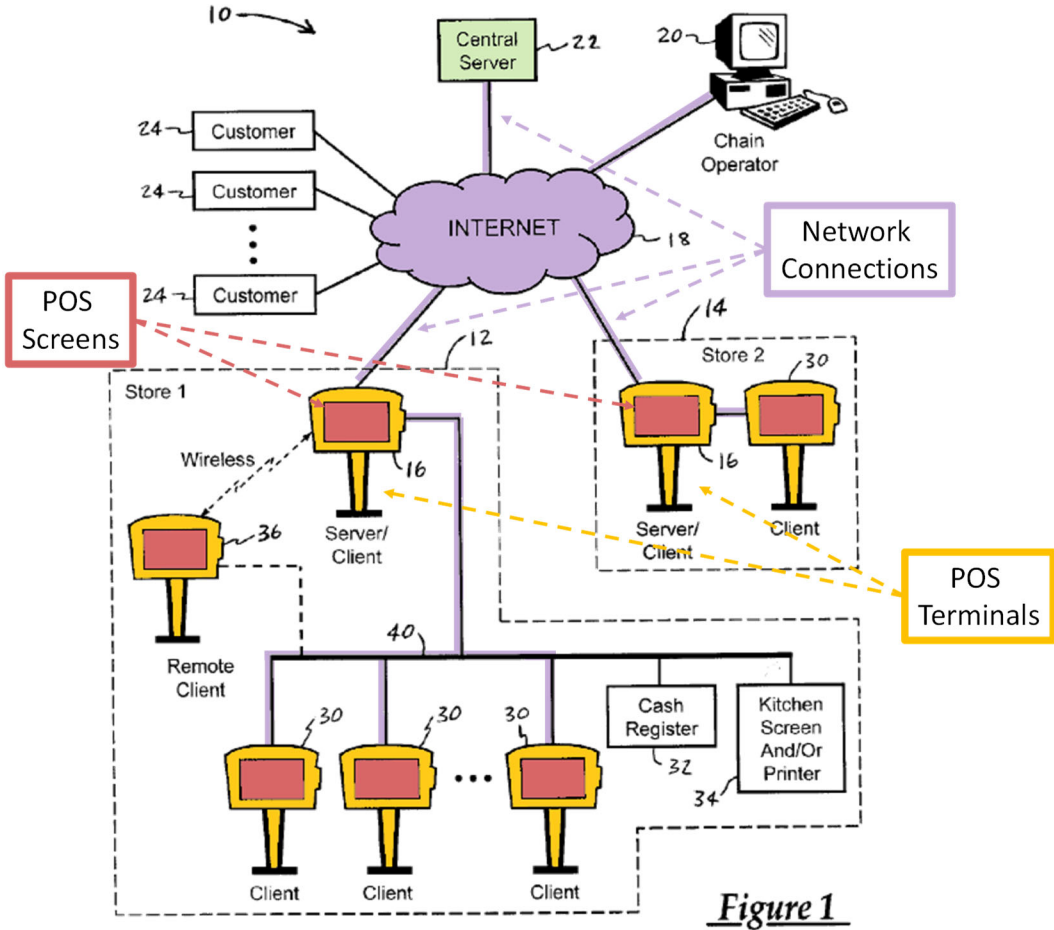 10
Central
Server
22
20
Chain
Operator
24
Customer
24
Customer
24
Customer
INTERNET
18
Network
Connections
POS
Screens
12
14
Store 1
Store 2
30
Wireless
16
16
Server/
Client
Server/
Client
Client
36
Remote
Client
POS
Terminals
40
30
30
30
Cash
Register
32
Kitchen
Screen
And/Or
Printer
34
Client
Client
Client
Figure 1